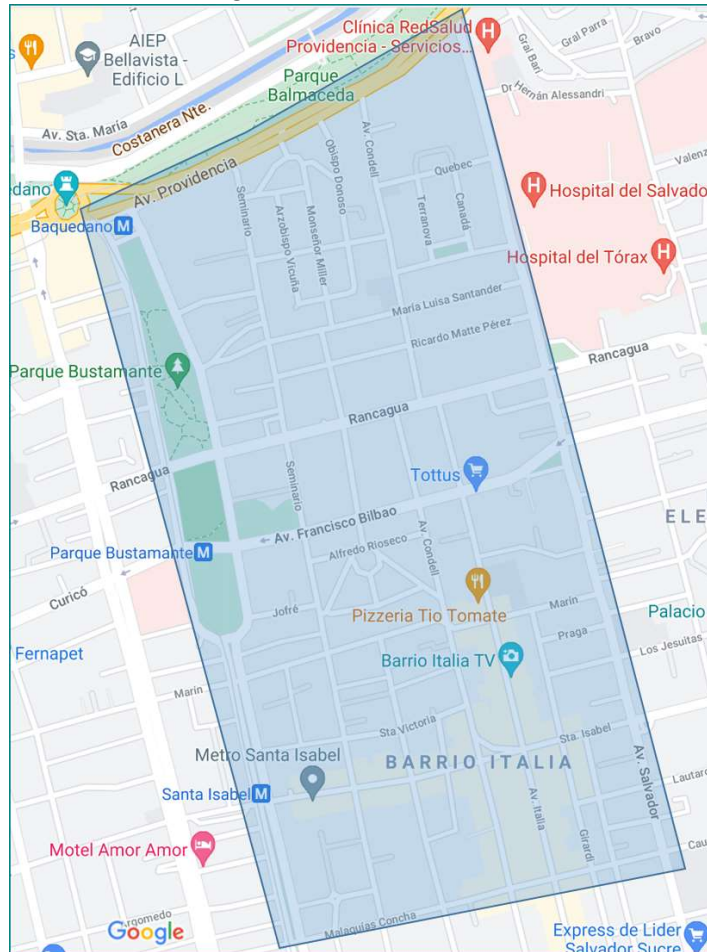 Clínica RedSalud
Providencia - Servicios...
Gral Parra
Gral Bari
Bravo
AIEP
Bellavista -
Edificio L
Parque
Balmaceda
Dr Hernán Alessandri
Av. Sta. María
Costanera Nte.
Av. Providencia
Obispo Donoso
Av. Condell
Quebec
Valenz
edano
Seminario
Arzobispo Vicuña
Monseñor Miller
Terranova
Canadá
Hospital del Salvado
Baquedano
Hospital del Tórax
María Luisa Santander
Ricardo Matte Pérez
Rancagua
Parque Bustamante
Rancagua
Rancagua
Seminario
Tottus
ELE
Av. Francisco Bilbao
Av. Condell
Parque Bustamante
Alfredo Rioseco
Curicó
Jofré
Marin
Pizzeria Tio Tomate
Palacio
Praga
Fernapet
Barrio Italia TV
Los Jesuitas
Marin
Sta Victoria
Sta. Isabel
Metro Santa Isabel
BARRIO ITALIA
Av. Salvador
Santa Isabel
Lautaro
Av. Italia
Girardi
Motel Amor Amor
Cau
Malaquías Concha
Google
Express de Lider
Salvador Sucre